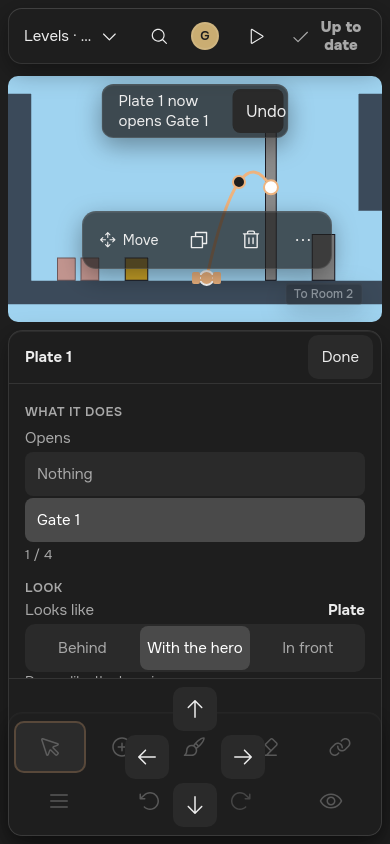 Levels · ...
G
Up to date
Plate 1 now
opens Gate 1
Undo
Move
To Room 2
Plate 1
Done
WHAT IT DOES
Opens
Nothing
Gate 1
1 / 4
LOOK
Looks like
Plate
Behind
With the hero
In front